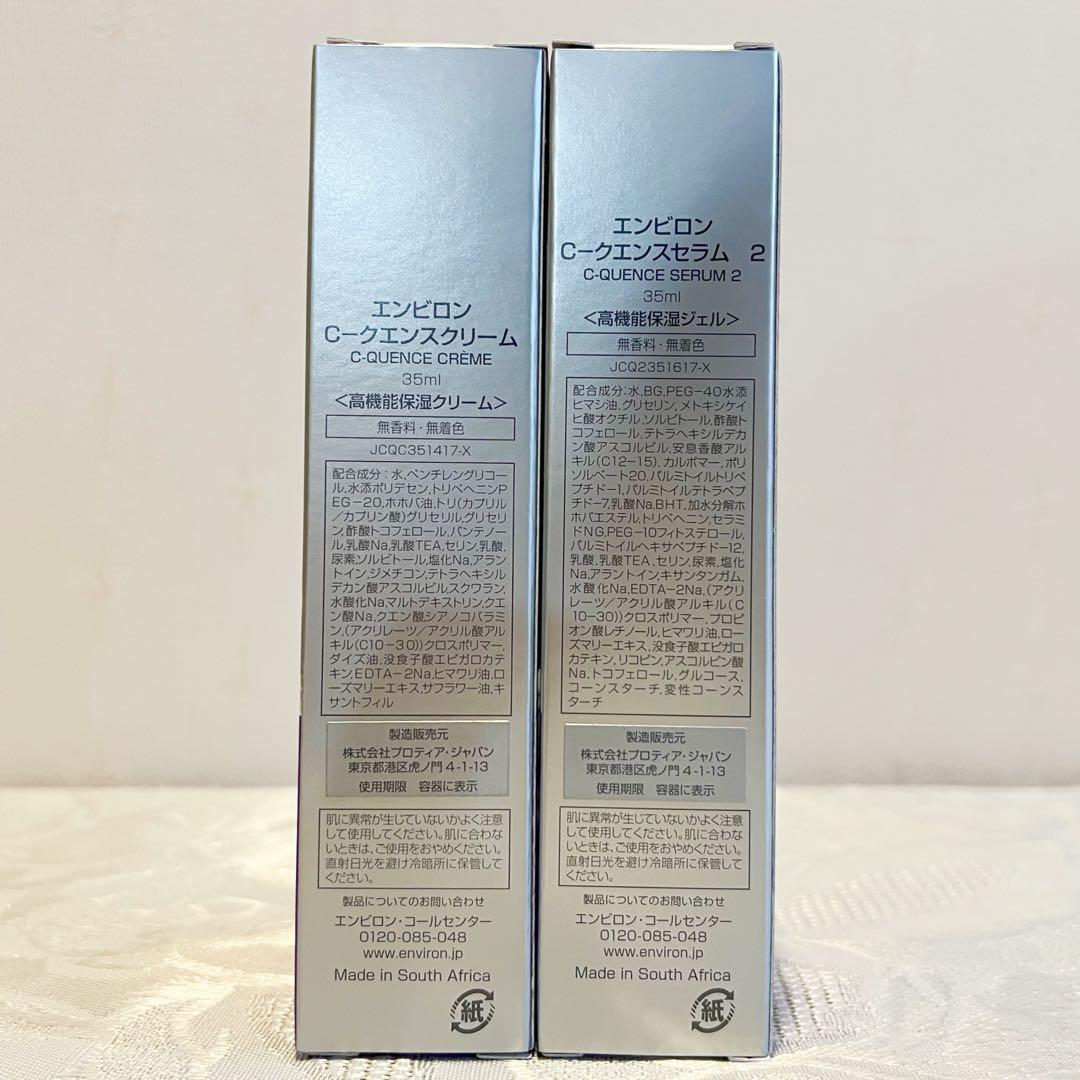 エンビロン
C-クエンスクリーム
C-QUENCE CRÈME
35ml
＜高機能保湿クリーム＞
無香料・無着色
JCQC351417-X
配合成分：水,ペンチレングリコー
ル,水添ポリデセン,トリベヘニンP
EG-20,ホホバ油,トリ(カプリル
／カプリン酸)グリセリル,グリセリ
ン,酢酸トコフェロール,パンテノー
ル,乳酸Na,乳酸TEA,セリン,乳酸,
尿素,ソルビトール,塩化Na,アラン
トイン,ジメチコン,テトラヘキシル
デカン酸アスコルビル,スクワラン,
水酸化Na,マルトデキストリン,クエ
ン酸Na,クエン酸,シアノコバラミ
ン,(アクリレーツ／アクリル酸アル
キル(C10-30))クロスポリマー,
ダイズ油,没食子酸エピガロカテ
キン,EDTA-2Na,ヒマワリ油,ロ
ーズマリーエキス,サフラワー油,キ
サントフィル
製造販売元
株式会社プロティア・ジャパン
東京都港区虎ノ門4-1-13
使用期限　容器に表示
肌に異常が生じていないかよく注意
して使用してください。肌に合わな
いときは、ご使用をおやめください。
直射日光を避け冷暗所に保管して
ください。
製品についてのお問い合わせ
エンビロン・コールセンター
0120-085-048
www.environ.jp
Made in South Africa
紙
エンビロン
C-クエンスセラム　2
C-QUENCE SERUM 2
35ml
＜高機能保湿ジェル＞
無香料・無着色
JCQ2351617-X
配合成分:水,BG,PEG-40水添
ヒマシ油,グリセリン,メトキシケイ
ヒ酸オクチル,ソルビトール,酢酸ト
コフェロール,テトラヘキシルデカ
ン酸アスコルビル,安息香酸アル
キル(C12-15),カルボマー,ポリ
ソルベート20,パルミトイルトリペ
プチド-1,パルミトイルテトラペプ
チド-7,乳酸Na,BHT,加水分解ホ
ホバエステル,トリベヘニン,セラミ
ドNG,PEG-10フィトステロール,
パルミトイルヘキサペプチド-12,
乳酸,乳酸TEA,セリン,尿素,塩化
Na,アラントイン,キサンタンガム,
水酸化Na,EDTA-2Na,(アクリ
レーツ／アクリル酸アルキル(C
10-30))クロスポリマー,プロピ
オン酸レチノール,ヒマワリ油,ロー
ズマリーエキス,没食子酸エピガロ
カテキン,リコピン,アスコルビン酸
Na,トコフェロール,グルコース,
コーンスターチ,変性コーンス
ターチ
製造販売元
株式会社プロティア・ジャパン
東京都港区虎ノ門4-1-13
使用期限　容器に表示
肌に異常が生じていないかよく注意
して使用してください。肌に合わな
いときは、ご使用をおやめください。
直射日光を避け冷暗所に保管して
ください。
製品についてのお問い合わせ
エンビロン・コールセンター
0120-085-048
www.environ.jp
Made in South Africa
紙